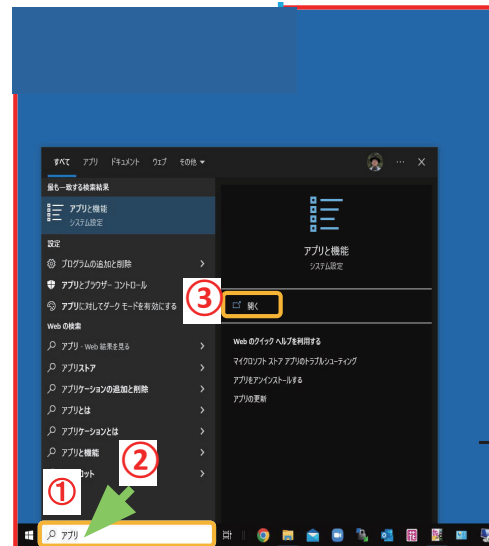 すべて アプリ ドキュメント ウェブ その他
最も一致する検索結果
アプリと機能
システム設定
設定
プログラムの追加と削除
アプリとブラウザー コントロール
アプリに対してダーク モードを有効にする
Web の検索
アプリ - Web 結果を見る
アプリストア
アプリケーションの追加と削除
アプリとは
アプリケーションとは
アプリと機能
ット
アプリと機能
システム設定
③
開く
Web のクイック ヘルプを利用する
マイクロソフト ストア アプリのトラブルシューティング
アプリをアンインストールする
アプリの更新
②
①
アプリ